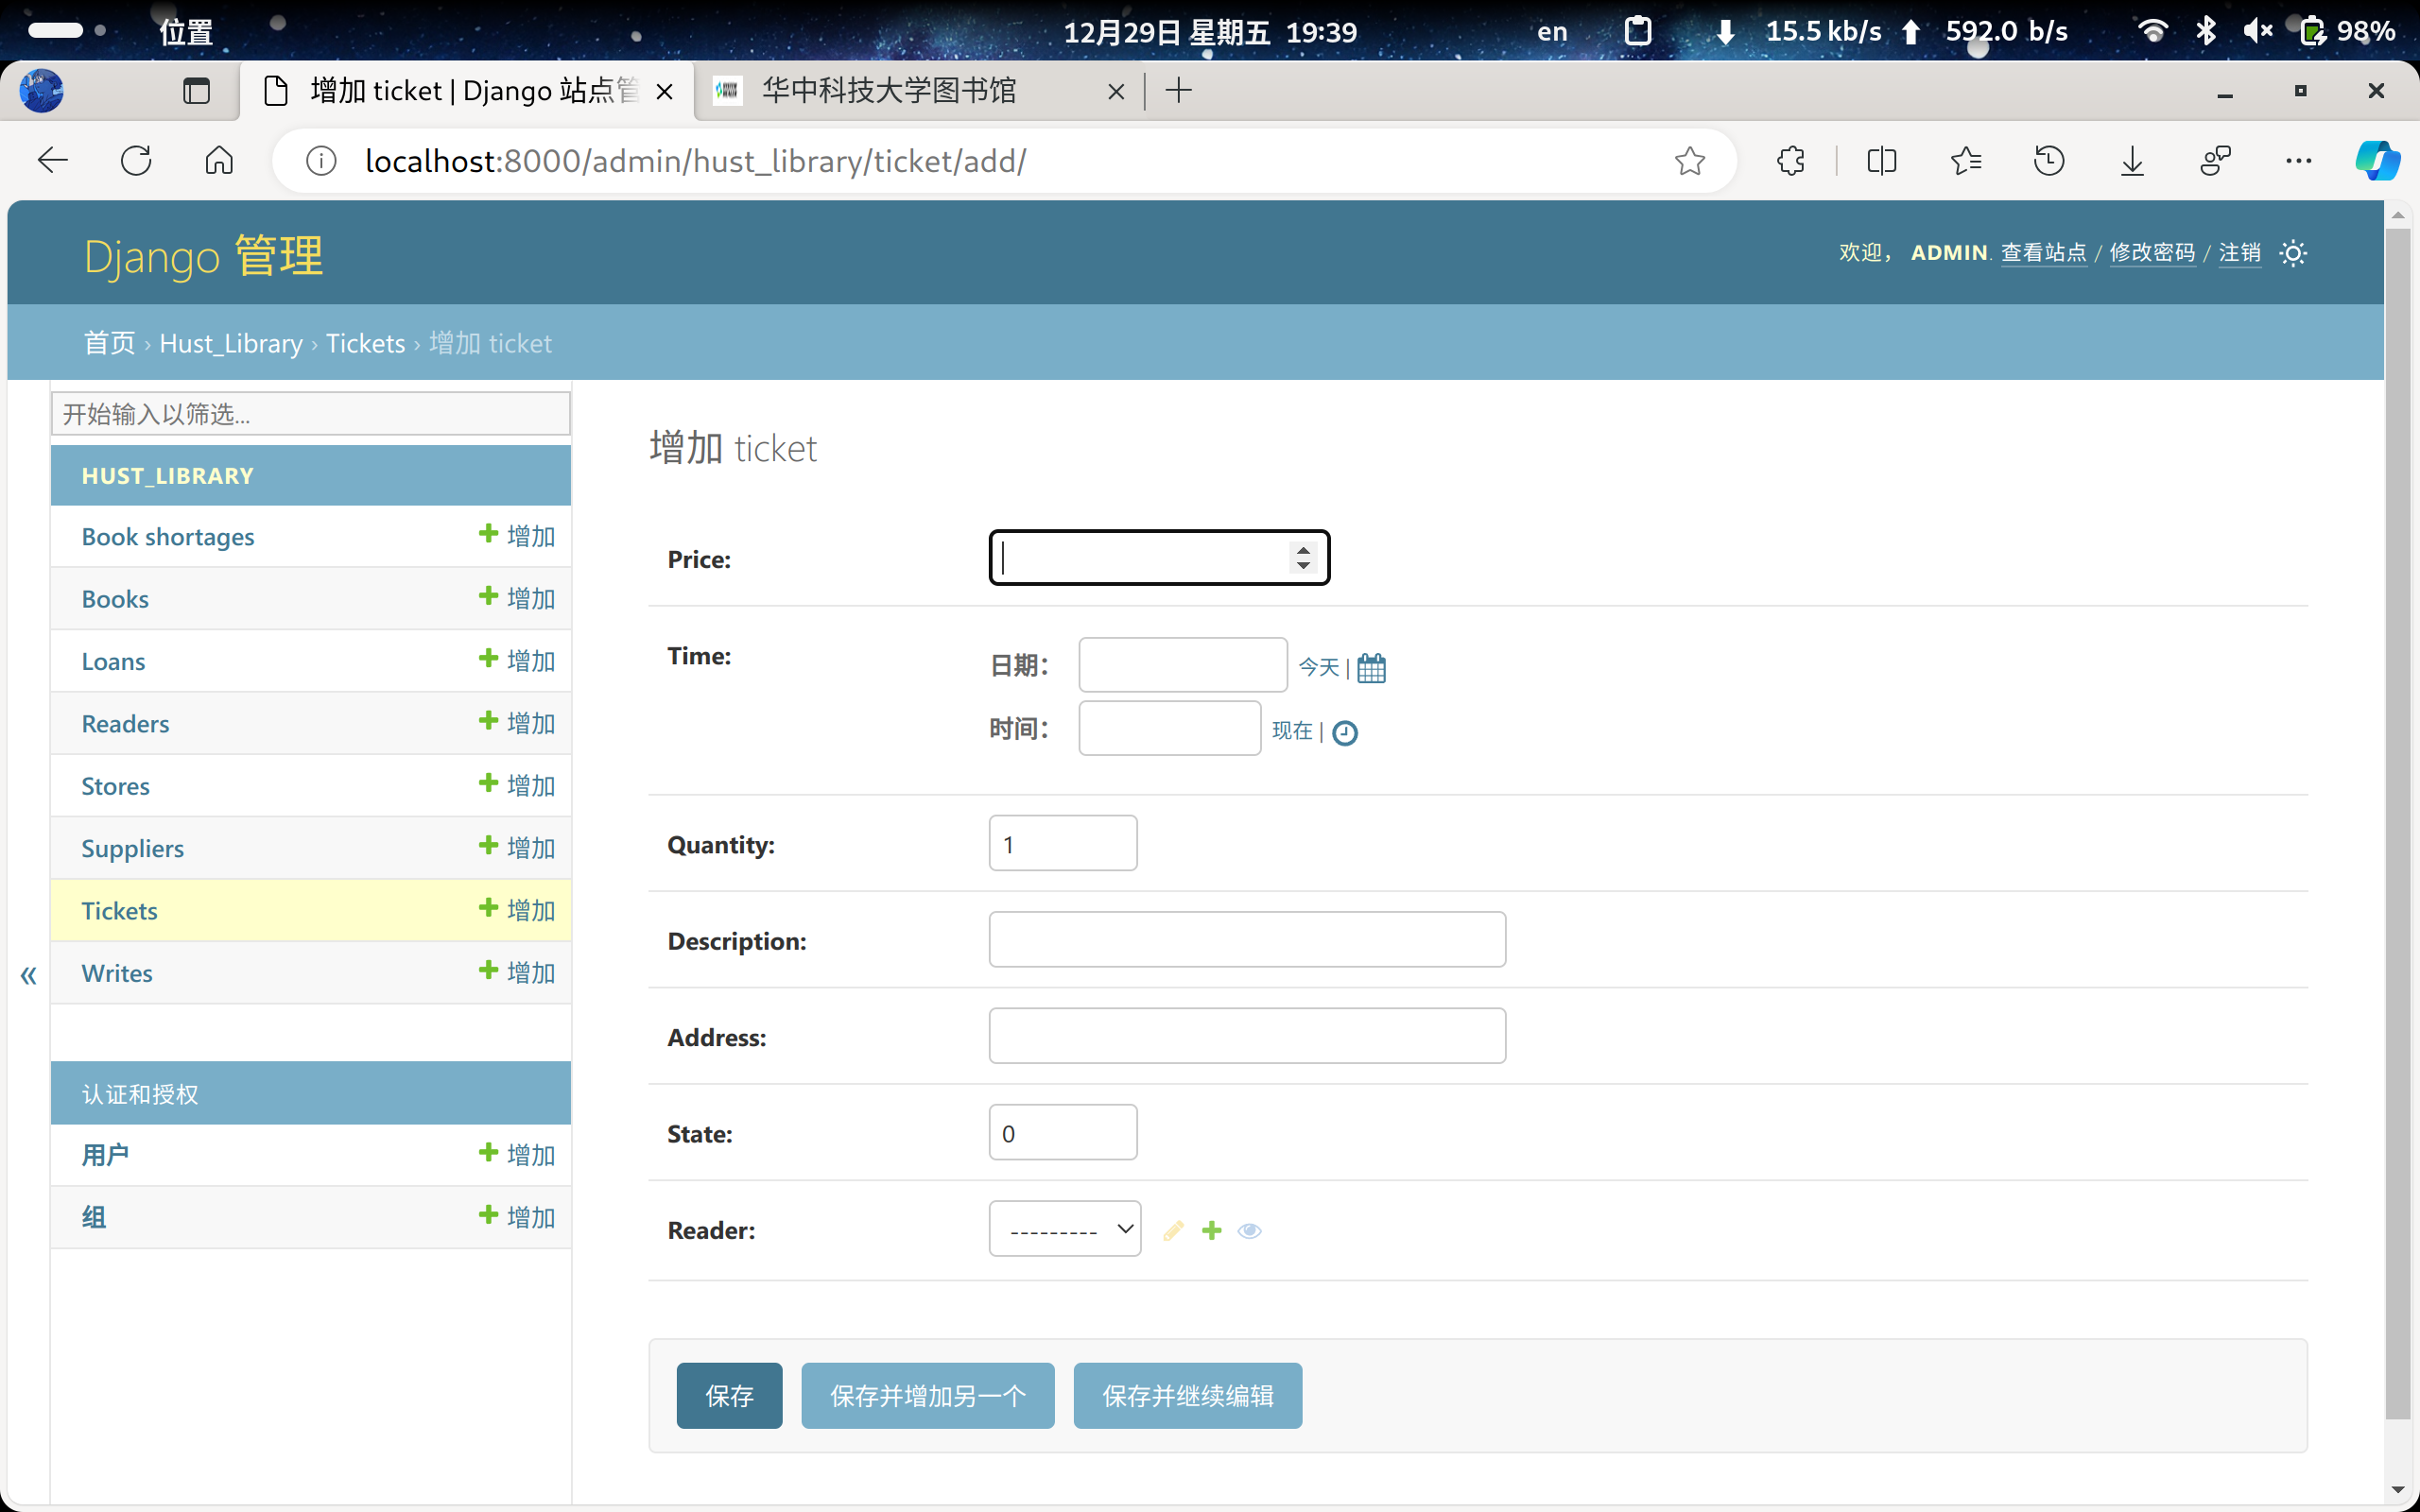 位置
12月29日 星期五 19:39
en
15.5 kb/s 592.0 b/s
98%
增加 ticket | Django 站点管
华中科技大学图书馆
localhost:8000/admin/hust_library/ticket/add/
Django 管理
欢迎， ADMIN. 查看站点 / 修改密码 / 注销
首页 › Hust_Library › Tickets › 增加 ticket
开始输入以筛选...
HUST_LIBRARY
Book shortages 增加
Books 增加
Loans 增加
Readers 增加
Stores 增加
Suppliers 增加
Tickets 增加
Writes 增加
«
认证和授权
用户 增加
组 增加
增加 ticket
Price:
Time:
日期： 今天 |
时间： 现在 |
Quantity: 1
Description:
Address:
State: 0
Reader: ---------
保存 保存并增加另一个 保存并继续编辑